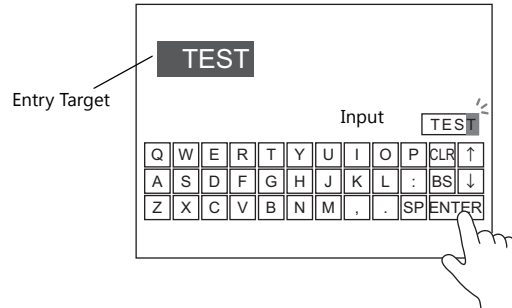 TEST
Entry Target
Input
TEST
Q W E R T Y U I O P CLR ↑
A S D F G H J K L : BS ↓
Z X C V B N M , . SP ENTER